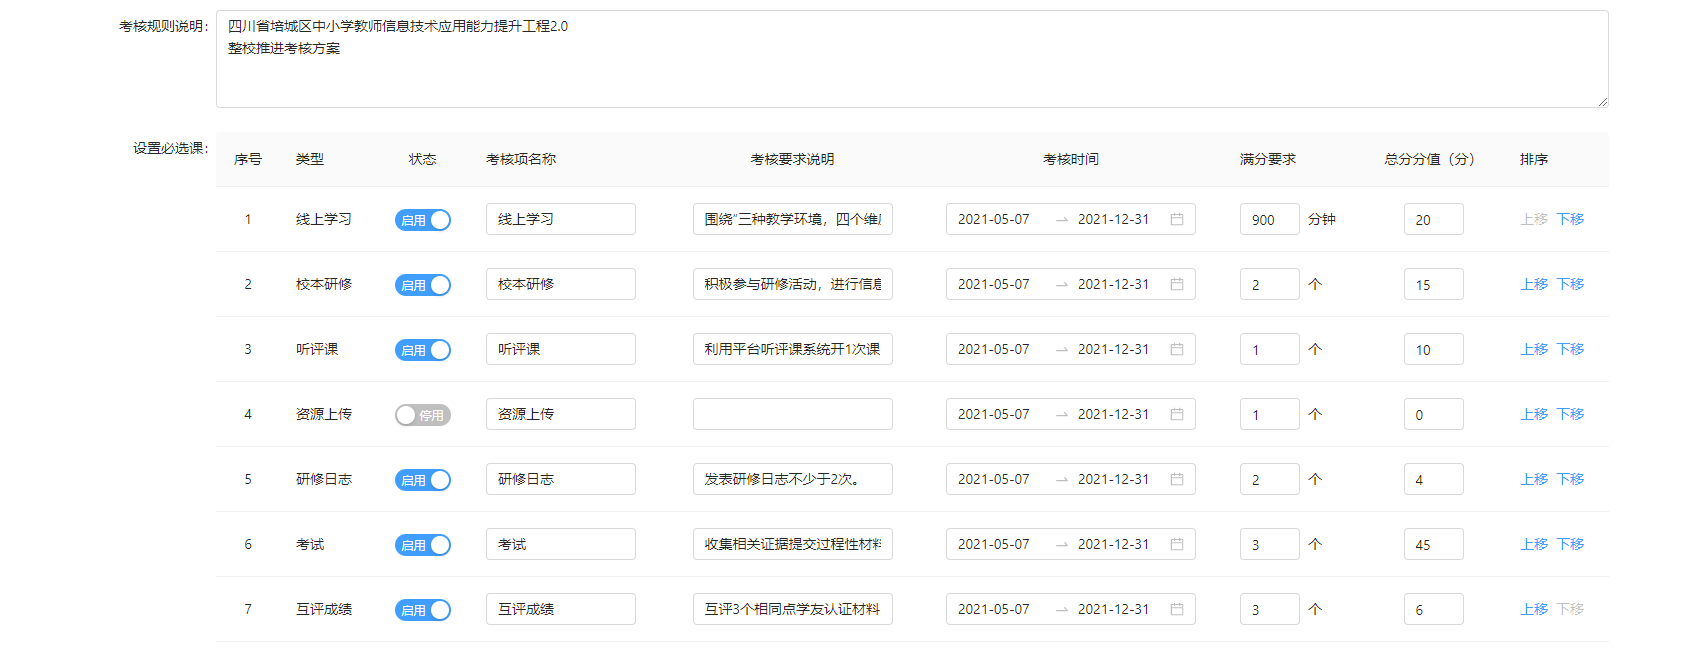 考核规则说明：
四川省培城区中小学教师信息技术应用能力提升工程2.0
整校推进考核方案
设置必选课：
序号 类型 状态 考核项名称 考核要求说明 考核时间 满分要求 总分分值（分） 排序
1 线上学习 启用 线上学习 围绕“三种教学环境，四个维 2021-05-07 → 2021-12-31 900 分钟 20 上移 下移
2 校本研修 启用 校本研修 积极参与研修活动，进行信息 2021-05-07 → 2021-12-31 2 个 15 上移 下移
3 听评课 启用 听评课 利用平台听评课系统开1次课 2021-05-07 → 2021-12-31 1 个 10 上移 下移
4 资源上传 停用 资源上传 2021-05-07 → 2021-12-31 1 个 0 上移 下移
5 研修日志 启用 研修日志 发表研修日志不少于2次。 2021-05-07 → 2021-12-31 2 个 4 上移 下移
6 考试 启用 考试 收集相关证据提交过程性材料 2021-05-07 → 2021-12-31 3 个 45 上移 下移
7 互评成绩 启用 互评成绩 互评3个相同点学友认证材料 2021-05-07 → 2021-12-31 3 个 6 上移 下移